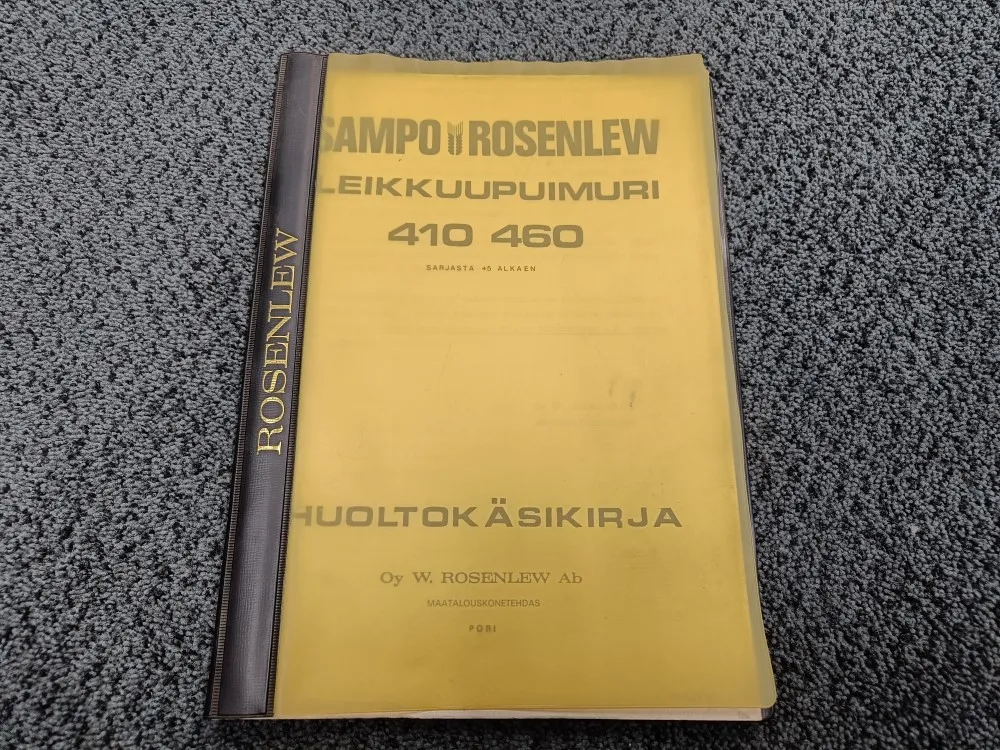 ROSENLEW
SAMPO ROSENLEW
LEIKKUUPUIMURI
410 460
SARJASTA 45 ALKAEN
HUOLTOKÄSIKIRJA
Oy W. ROSENLEW Ab
MAATALOUSKONETEHDAS
PORI